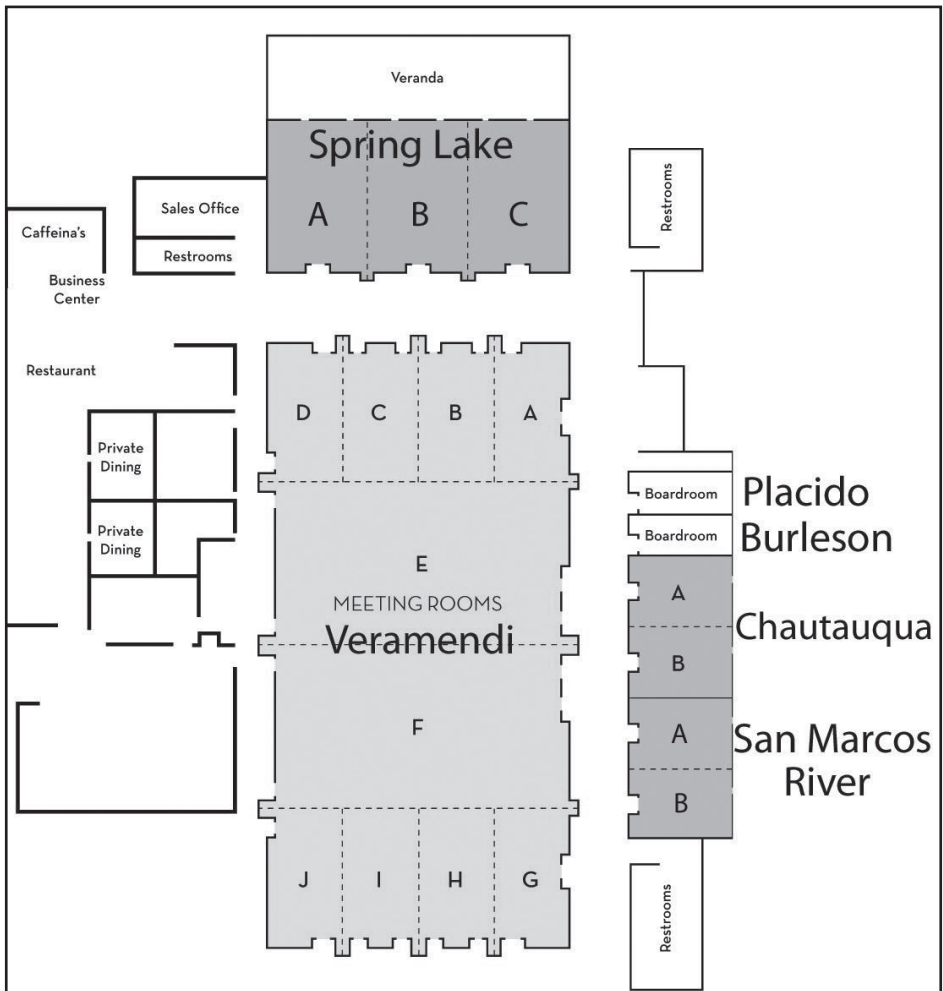 Veranda
Spring Lake
A B C
Sales Office
Restrooms
Caffeina's
Business
Center
Restrooms
Restaurant
D C B A
Private
Dining
Private
Dining
E
MEETING ROOMS
Veramendi
F
J I H G
Boardroom
Placido
Boardroom
Burleson
A
Chautauqua
B
A
San Marcos
River
B
Restrooms